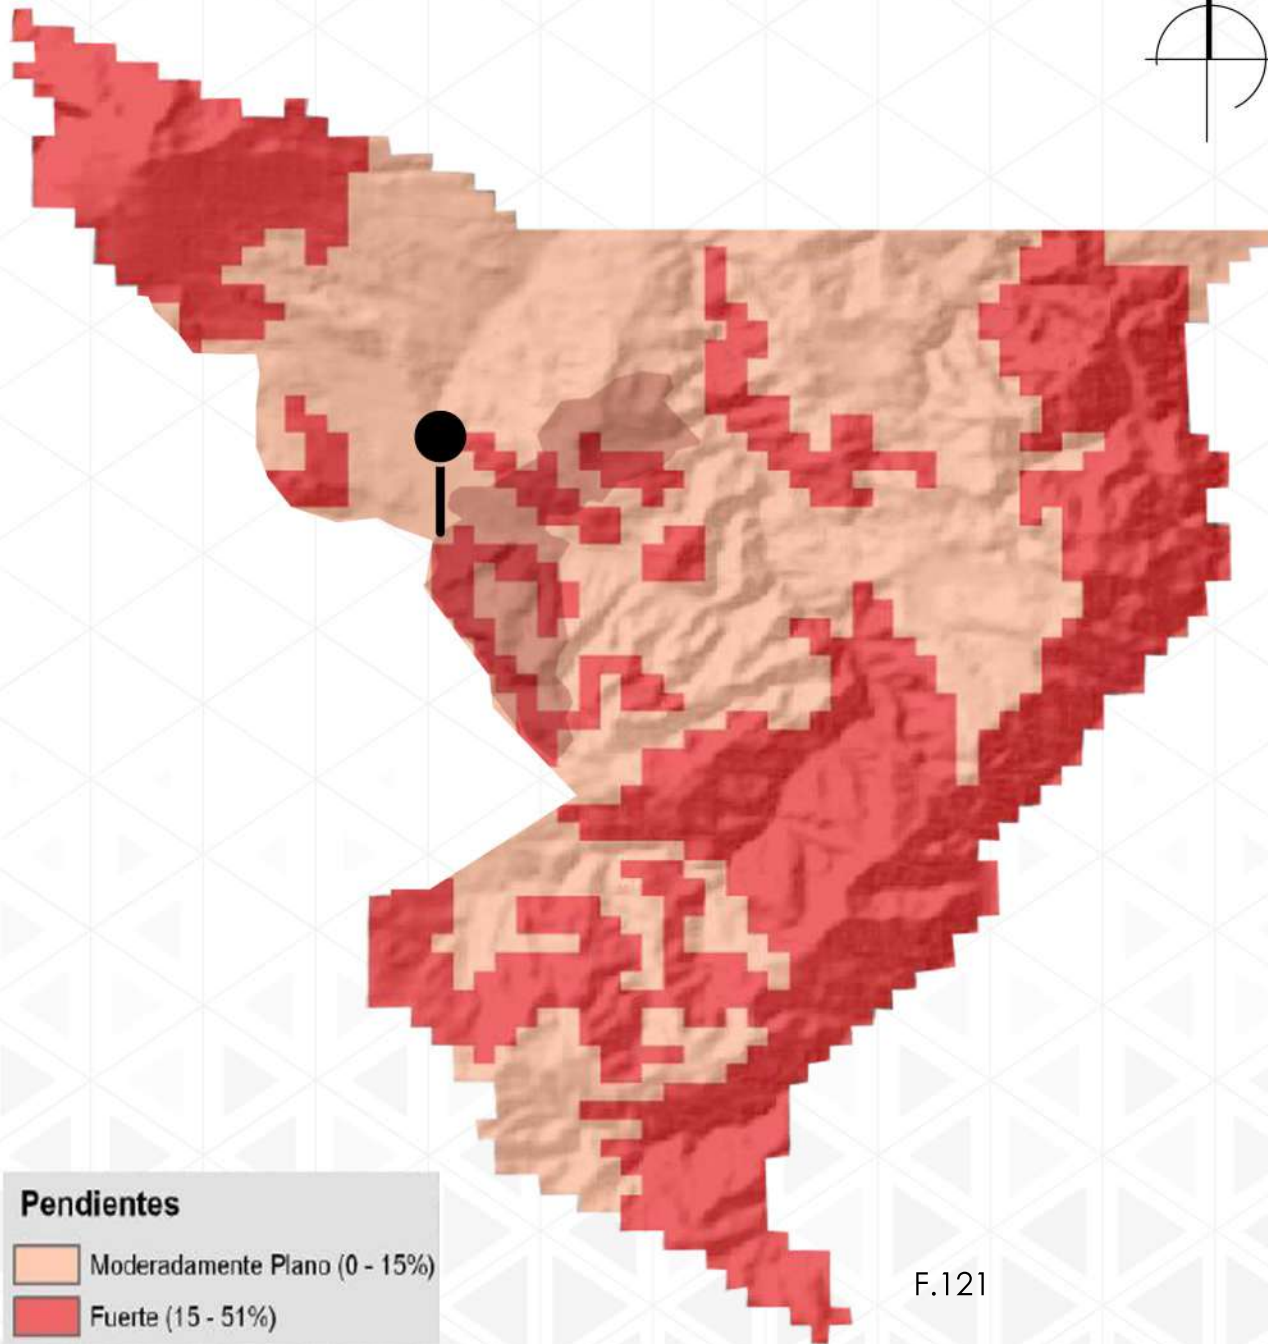 Pendientes
Moderadamente Plano (0 - 15%)
Fuerte (15 - 51%)
F.121